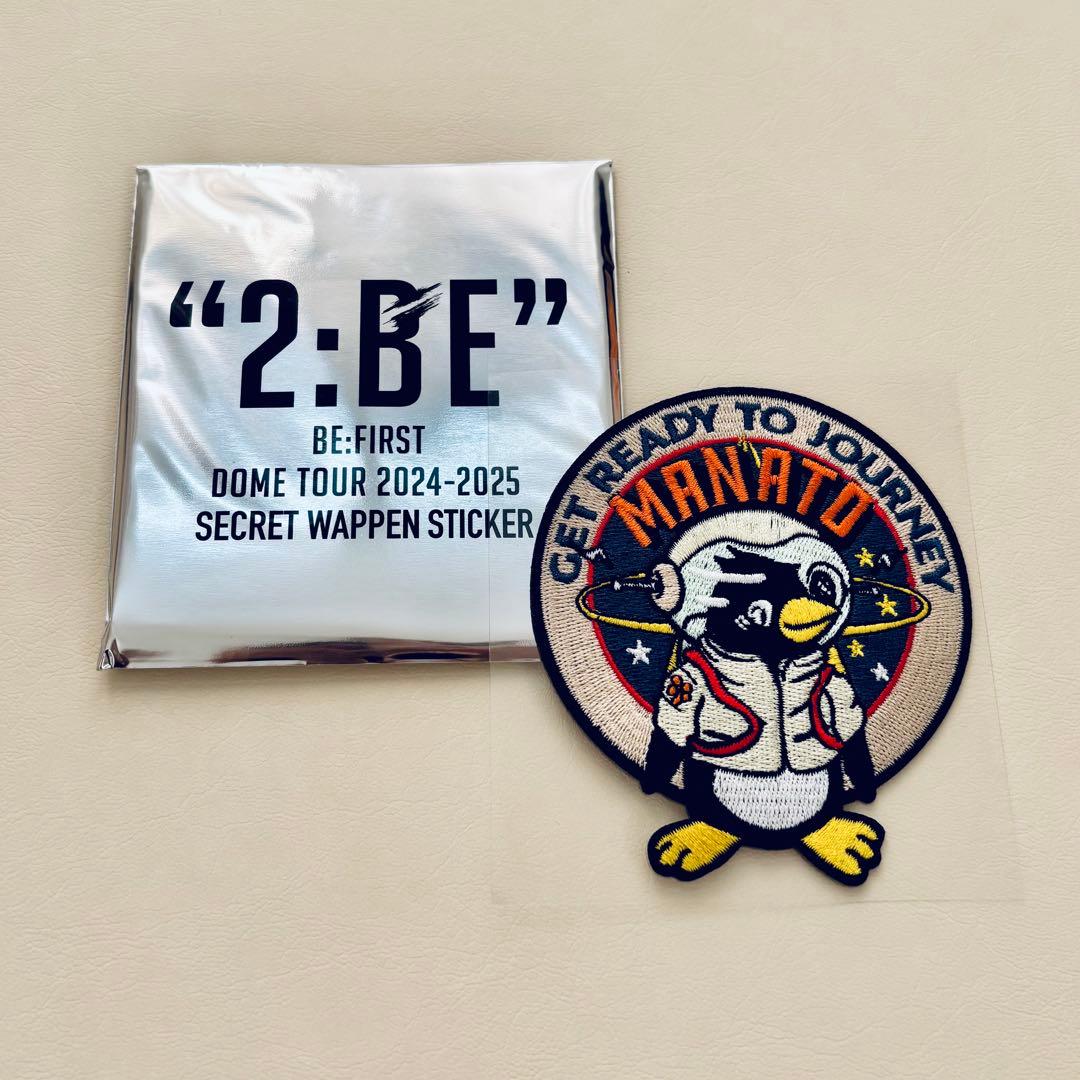 “2:BE”
BE:FIRST
DOME TOUR 2024-2025
SECRET WAPPEN STICKER
GET READY TO JOURNEY
MANATO